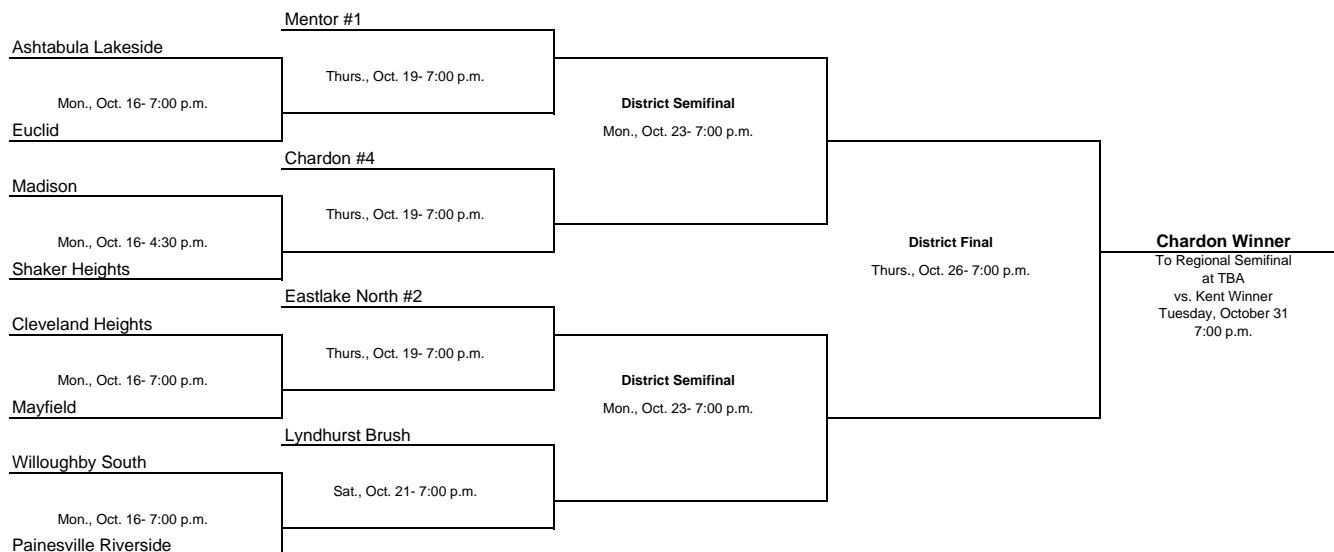 Mentor #1
Ashtabula Lakeside
Thurs., Oct. 19- 7:00 p.m.
Mon., Oct. 16- 7:00 p.m.
District Semifinal
Euclid
Mon., Oct. 23- 7:00 p.m.
Chardon #4
Madison
Thurs., Oct. 19- 7:00 p.m.
Mon., Oct. 16- 4:30 p.m.
District Final
Chardon Winner
To Regional Semifinal
Shaker Heights
Thurs., Oct. 26- 7:00 p.m.
at TBA
vs. Kent Winner
Eastlake North #2
Tuesday, October 31
Cleveland Heights
7:00 p.m.
Thurs., Oct. 19- 7:00 p.m.
Mon., Oct. 16- 7:00 p.m.
District Semifinal
Mayfield
Mon., Oct. 23- 7:00 p.m.
Lyndhurst Brush
Willoughby South
Sat., Oct. 21- 7:00 p.m.
Mon., Oct. 16- 7:00 p.m.
Painesville Riverside